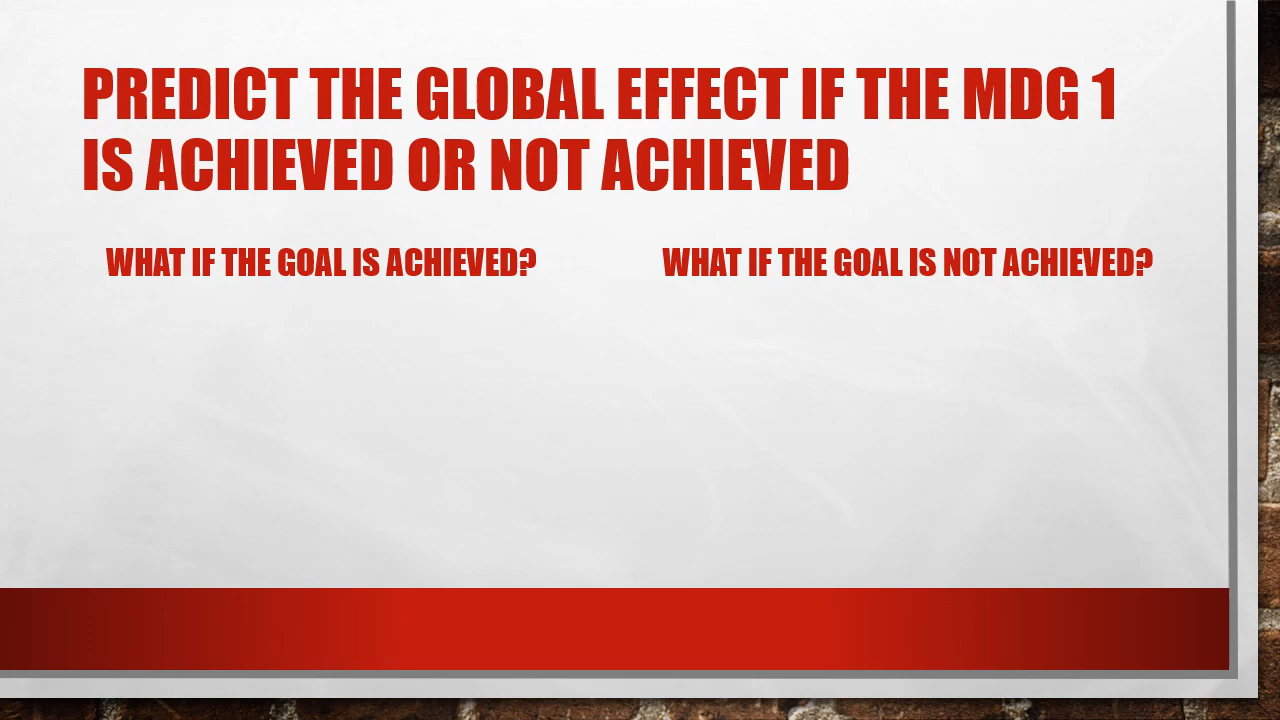 PREDICT THE GLOBAL EFFECT IF THE MDG 1
IS ACHIEVED OR NOT ACHIEVED
WHAT IF THE GOAL IS ACHIEVED?
WHAT IF THE GOAL IS NOT ACHIEVED?